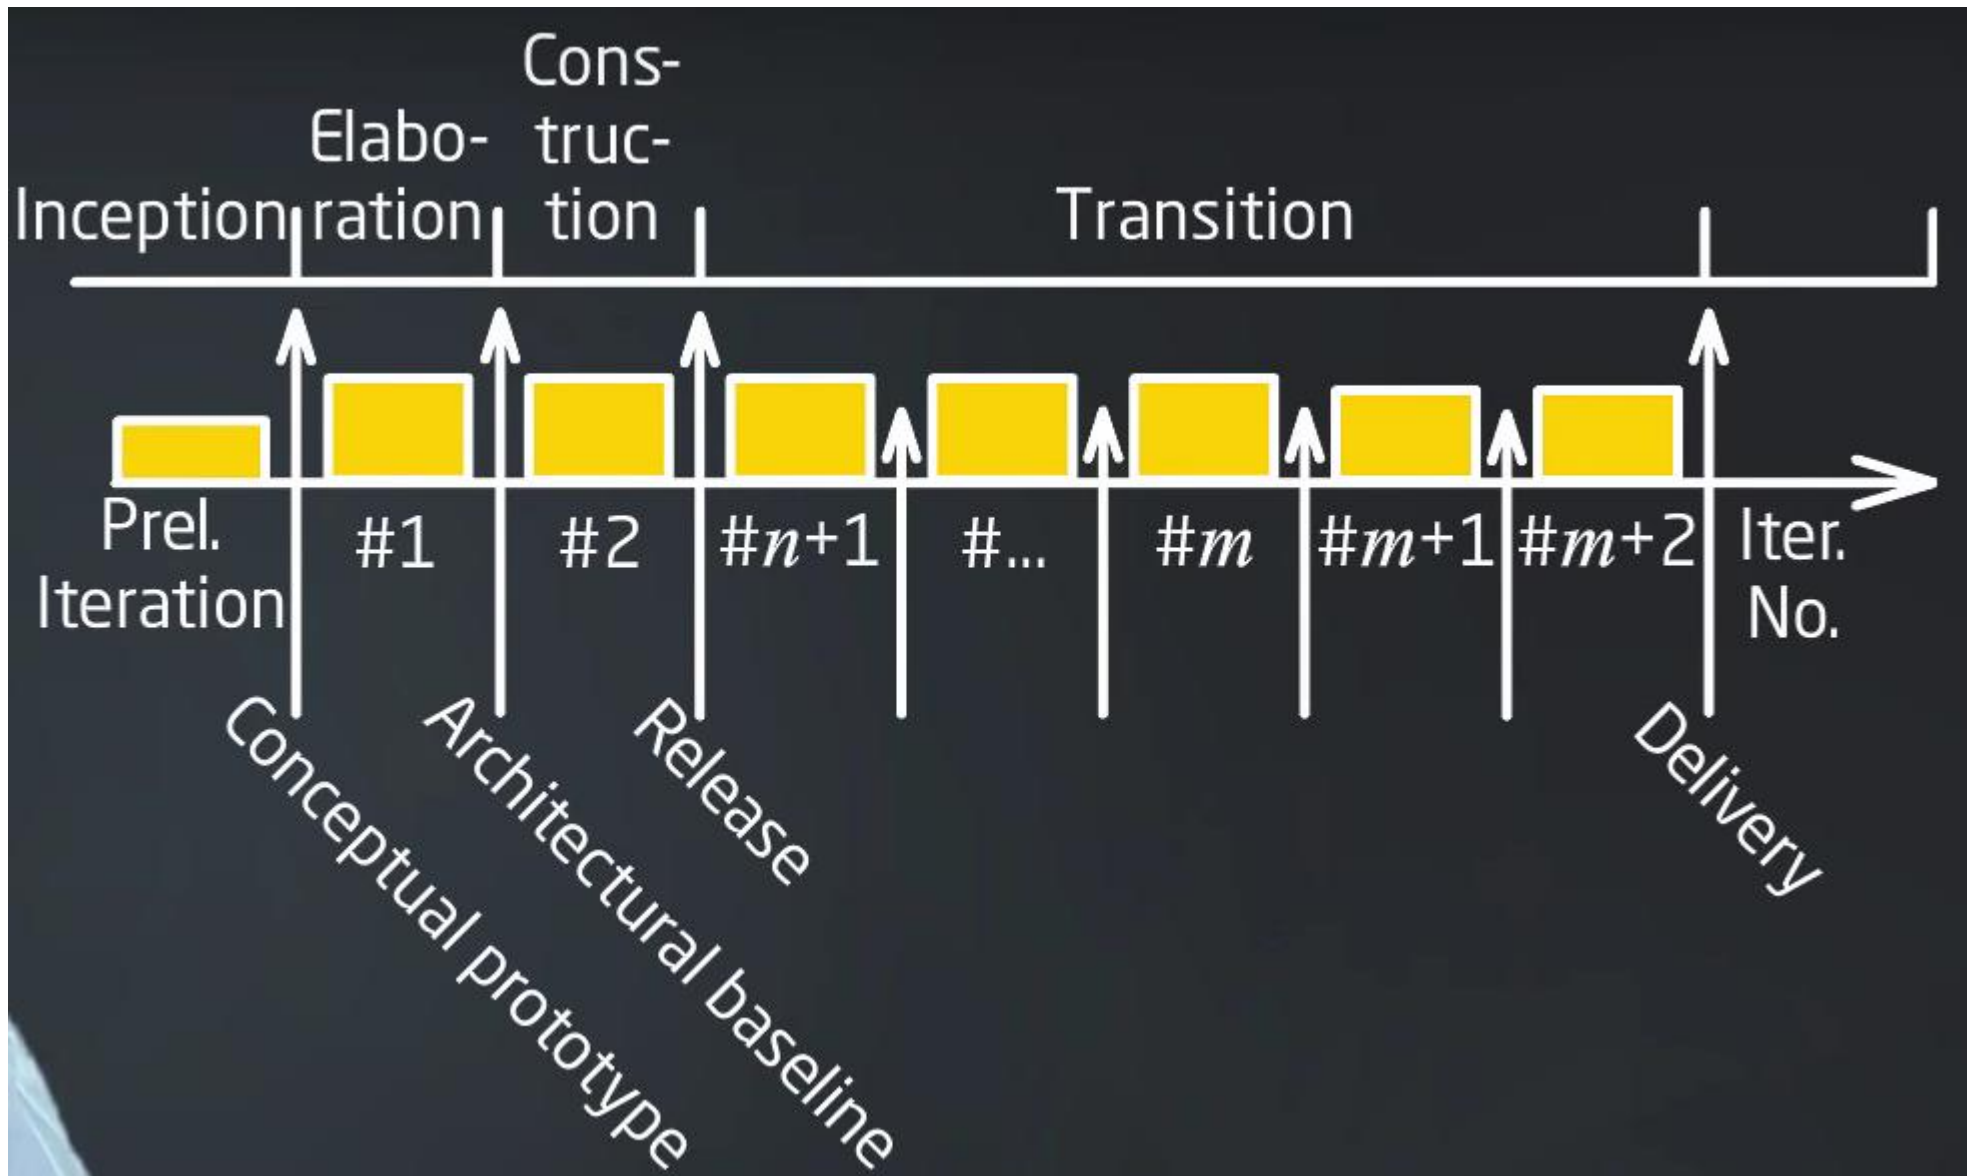 Cons-
Elabo- truc-
Inception ration tion Transition
Prel. #1 #2 #n+1 #... #m #m+1 #m+2 Iter.
Iteration No.
Conceptual prototype
Architectural baseline
Release
Delivery